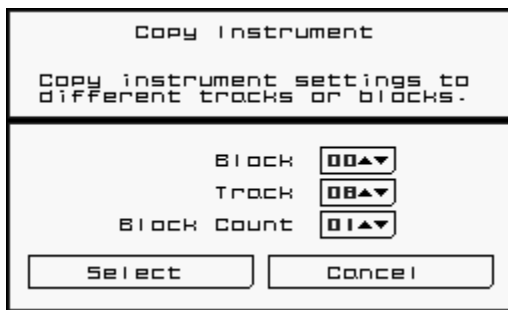 Copy Instrument
Copy instrument settings to
different tracks or blocks.
Block 00▲▼
Track 08▲▼
Block Count 01▲▼
Select Cancel